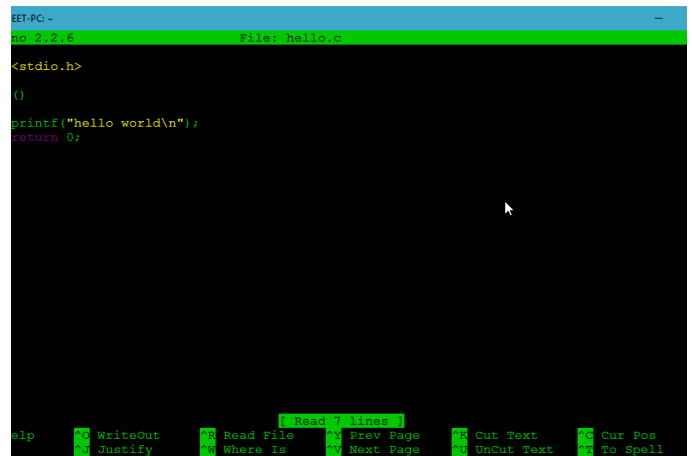 EET-PC: ~
no 2.2.6 File: hello.c
<stdio.h>
()
printf("hello world\n");
return 0;
[ Read 7 lines ]
elp ^O WriteOut ^R Read File ^Y Prev Page ^K Cut Text ^C Cur Pos
^J Justify ^W Where Is ^V Next Page ^U UnCut Text ^T To Spell